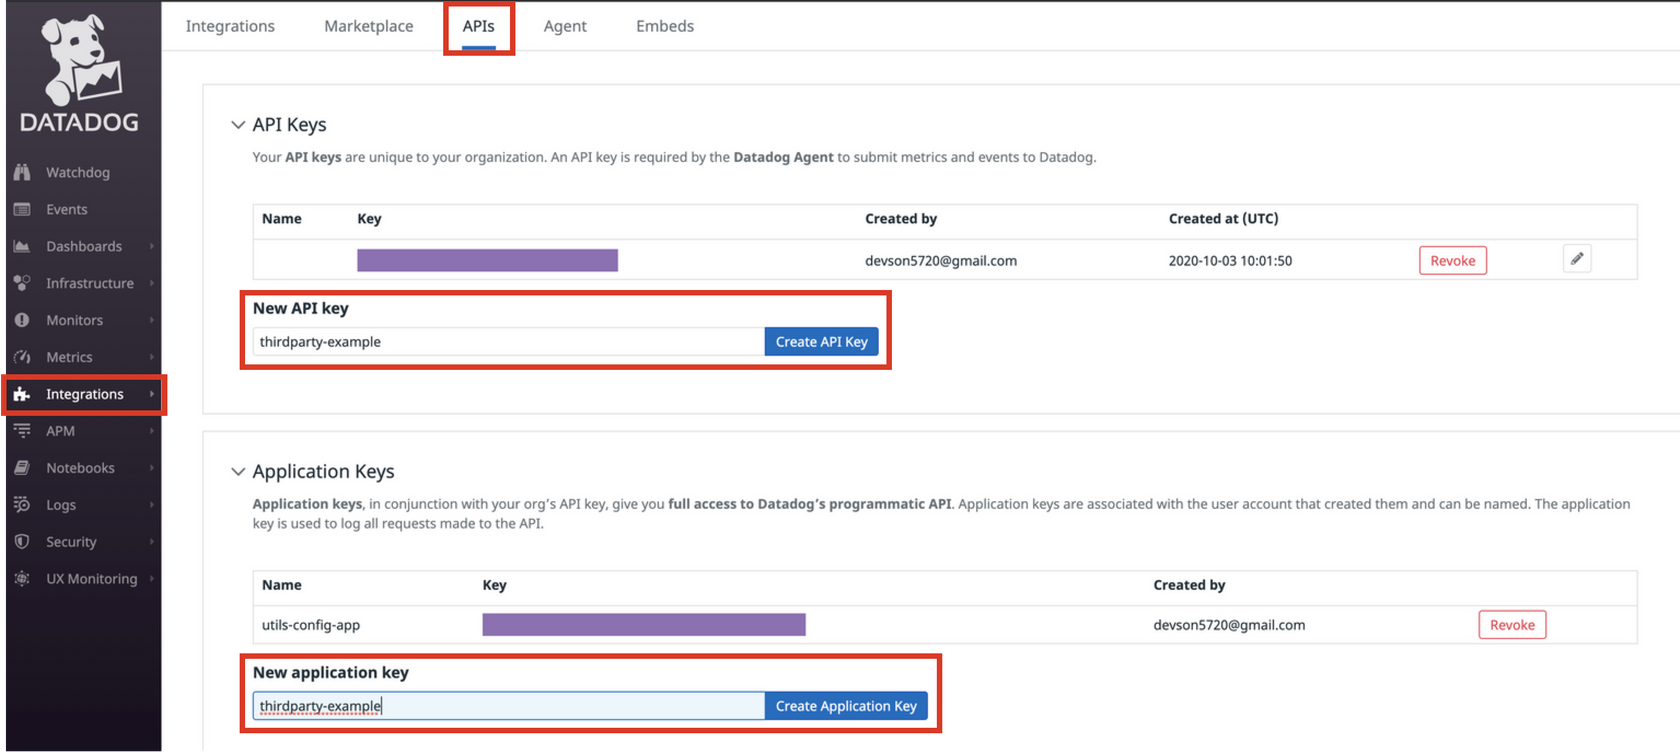 Integrations Marketplace APIs Agent Embeds
DATADOG
Watchdog
Events
Dashboards
Infrastructure
Monitors
Metrics
Integrations
APM
Notebooks
Logs
Security
UX Monitoring
API Keys
Your API keys are unique to your organization. An API key is required by the Datadog Agent to submit metrics and events to Datadog.
Name Key Created by Created at (UTC)
devson5720@gmail.com 2020-10-03 10:01:50 Revoke
New API key
thirdparty-example Create API Key
Application Keys
Application keys, in conjunction with your org's API key, give you full access to Datadog's programmatic API. Application keys are associated with the user account that created them and can be named. The application
key is used to log all requests made to the API.
Name Key Created by
utils-config-app devson5720@gmail.com Revoke
New application key
thirdparty-example Create Application Key